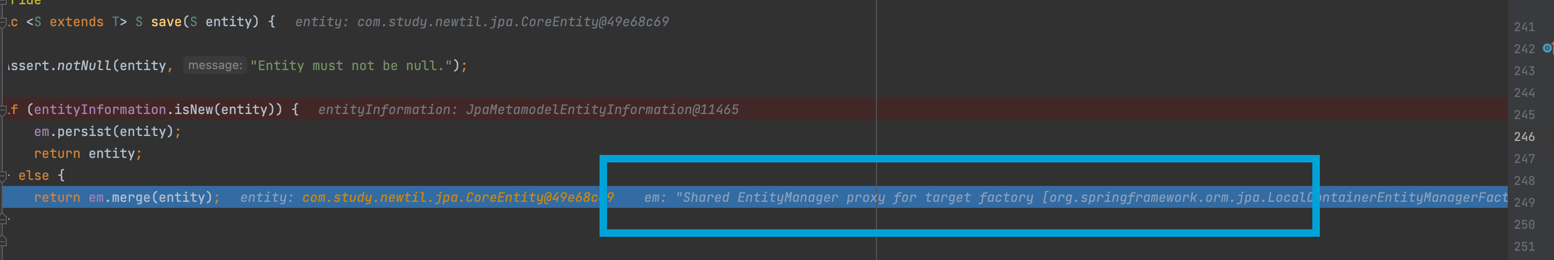 ic <S extends T> S save(S entity) { entity: com.study.newtil.jpa.CoreEntity@49e68c69
Assert.notNull(entity, message: "Entity must not be null.");
if (entityInformation.isNew(entity)) { entityInformation: JpaMetamodelEntityInformation@11465
em.persist(entity);
return entity;
else {
return em.merge(entity); entity: com.study.newtil.jpa.CoreEntity@49e68c69 em: "Shared EntityManager proxy for target factory [org.springframework.orm.jpa.LocalContainerEntityManagerFact
241
242
243
244
245
246
247
248
249
250
251